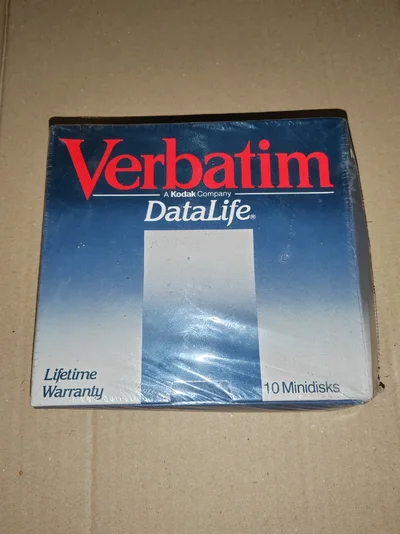 Verbatim
A Kodak Company
DataLife®
Lifetime
Warranty
10 Minidisks